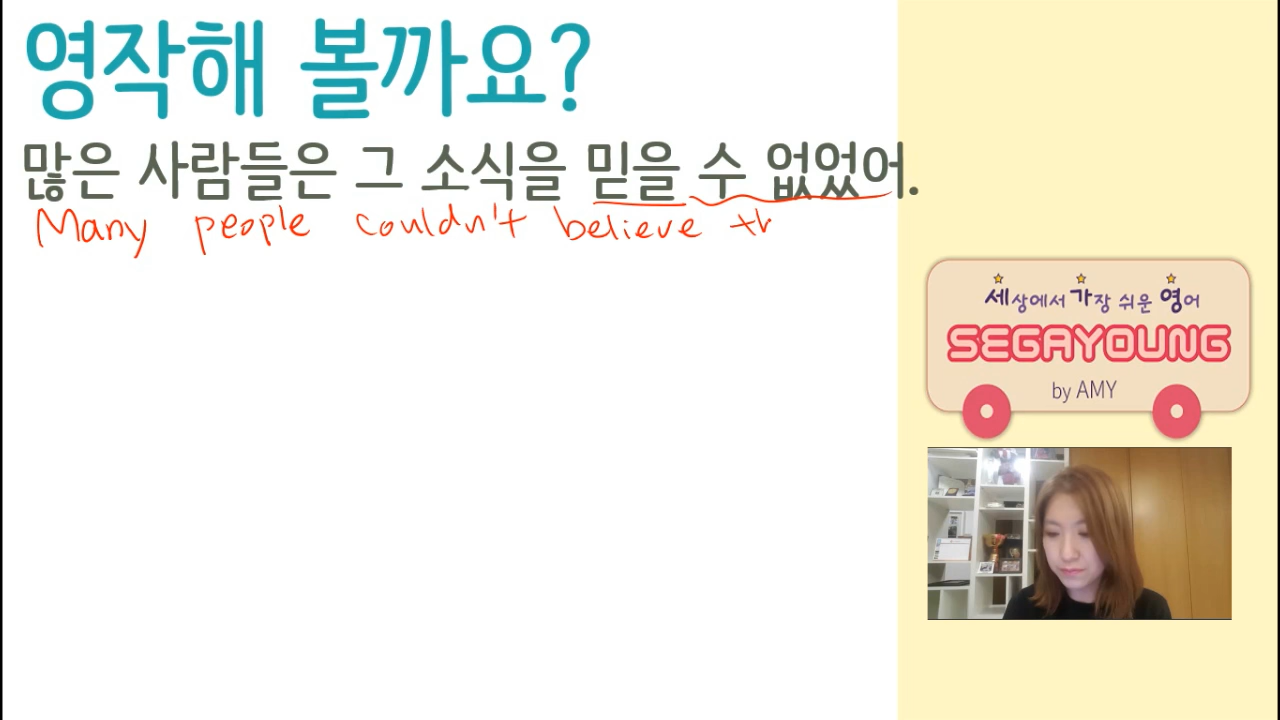 영작해 볼까요?
많은 사람들은 그 소식을 믿을 수 없었어.
Many people couldn't believe th
세상에서 가장 쉬운 영어
SEGAYOUNG
by AMY